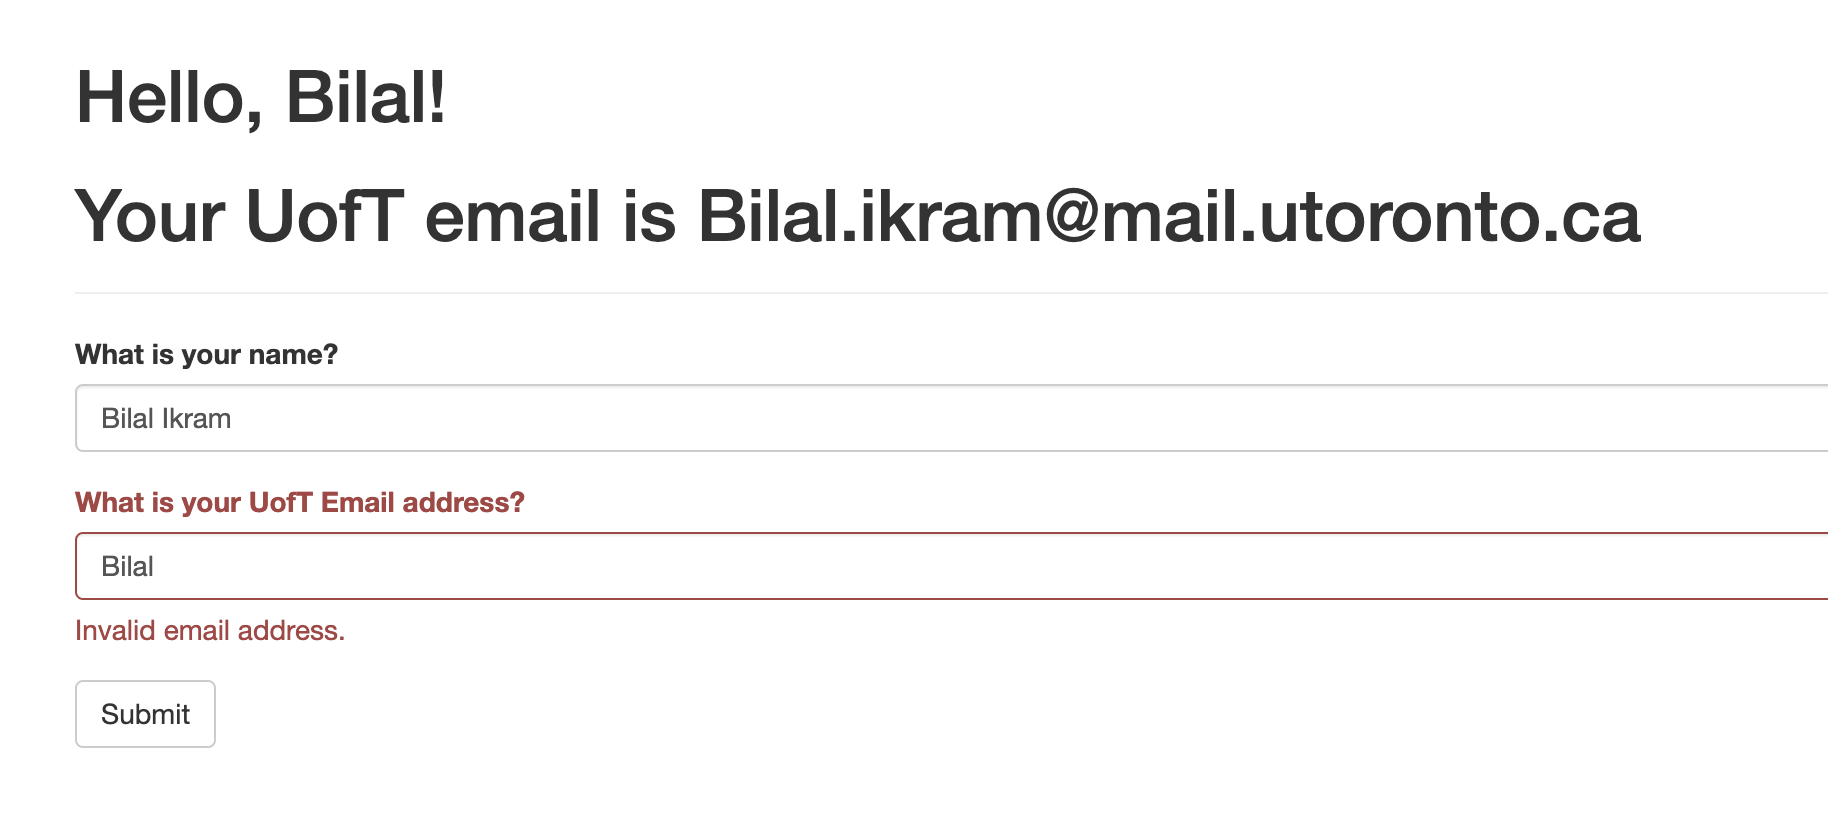 Hello, Bilal!
Your UofT email is Bilal.ikram@mail.utoronto.ca
What is your name?
Bilal Ikram
What is your UofT Email address?
Bilal
Invalid email address.
Submit